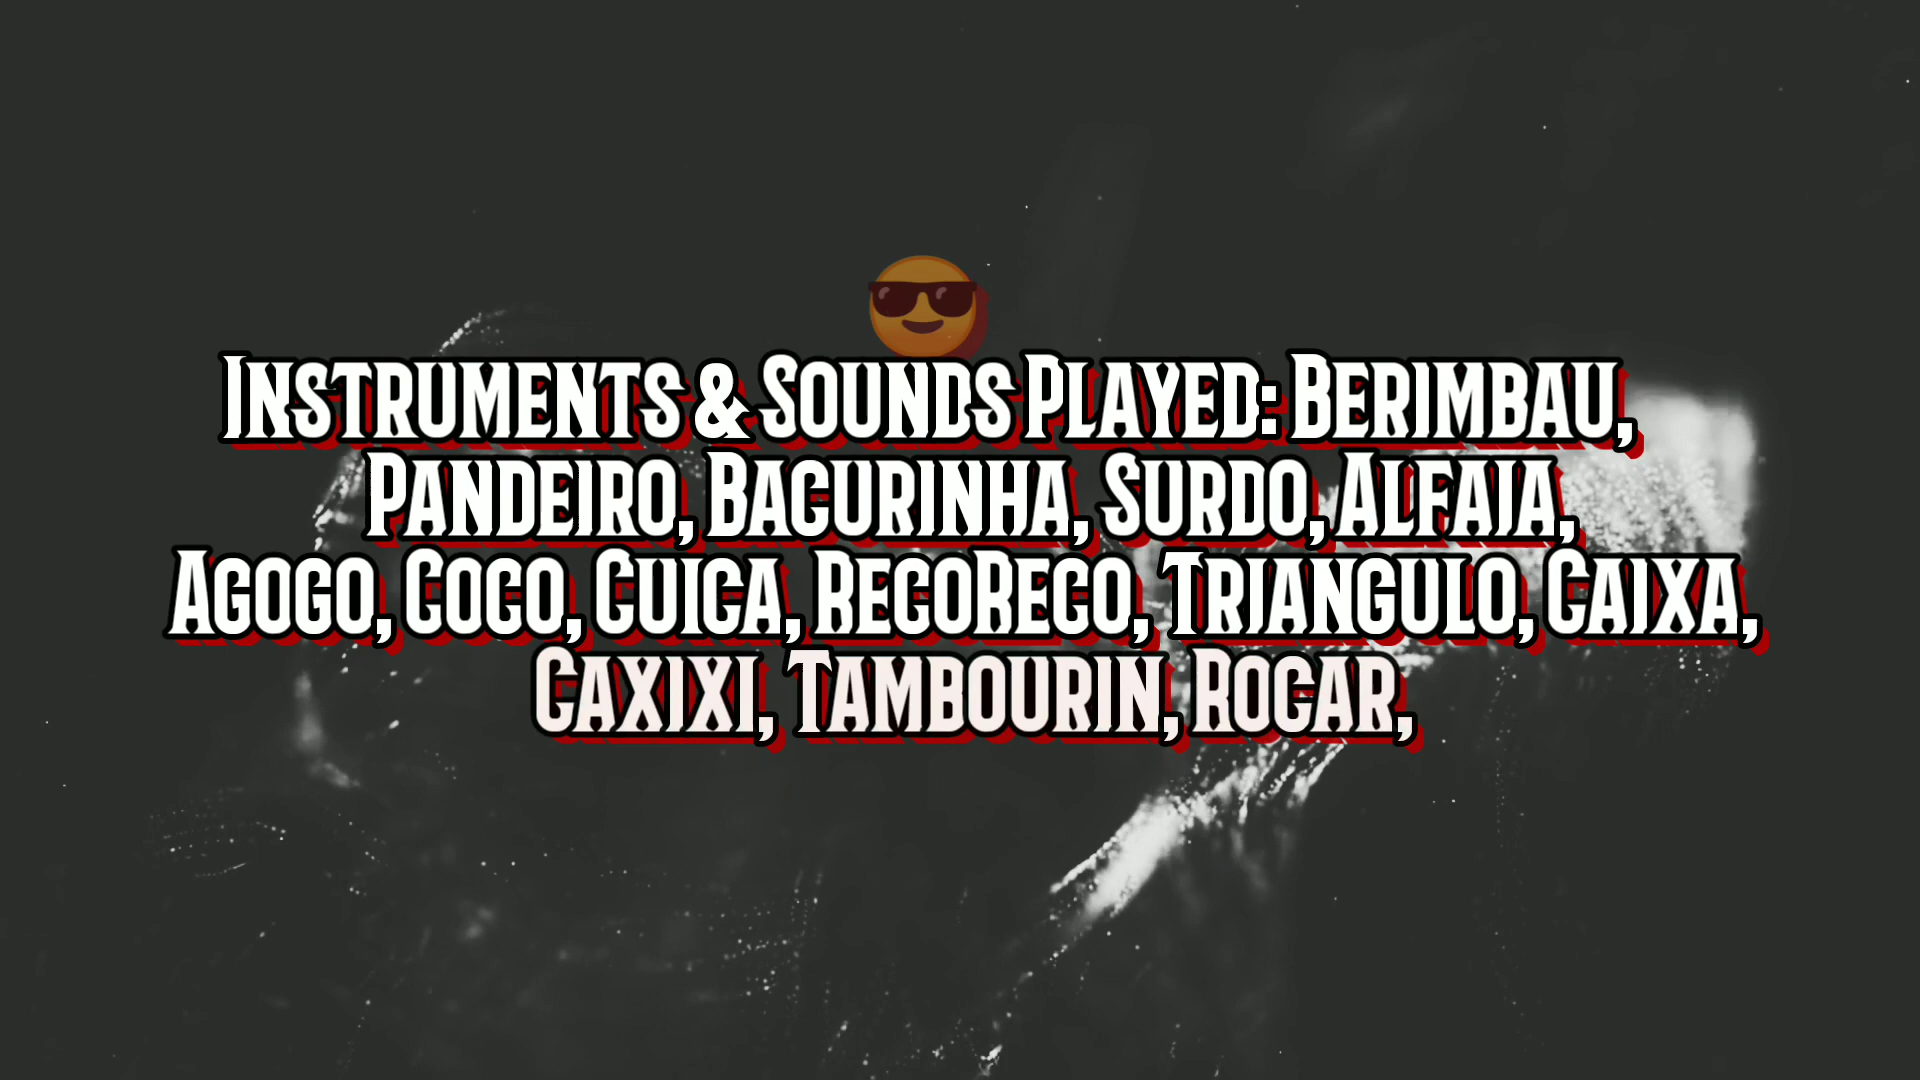 😎
Instruments & Sounds Played: Berimbau,
Pandeiro, Bacurinha, Surdo, Alfaia,
Agogo, Coco, Cuica, RecoReco, Triangulo, Caixa,
Caxixi, Tambourin, Rocar,